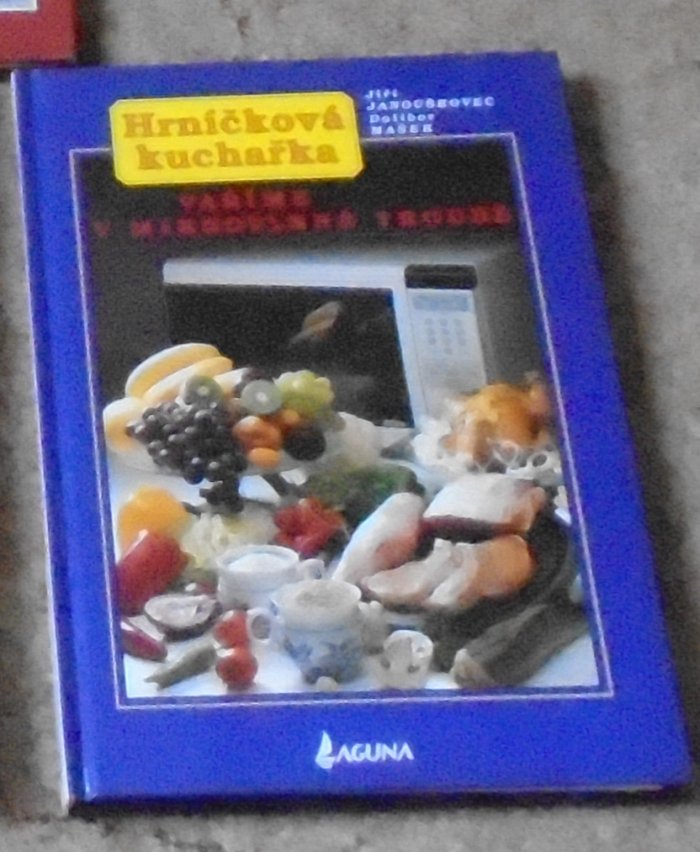 Hrníčková
kuchařka
Jiří
JANOUŠKOVEC
Dalibor
MAŠEK
VAŘÍME
V MIKROVLNNÉ TROUBĚ
LAGUNA